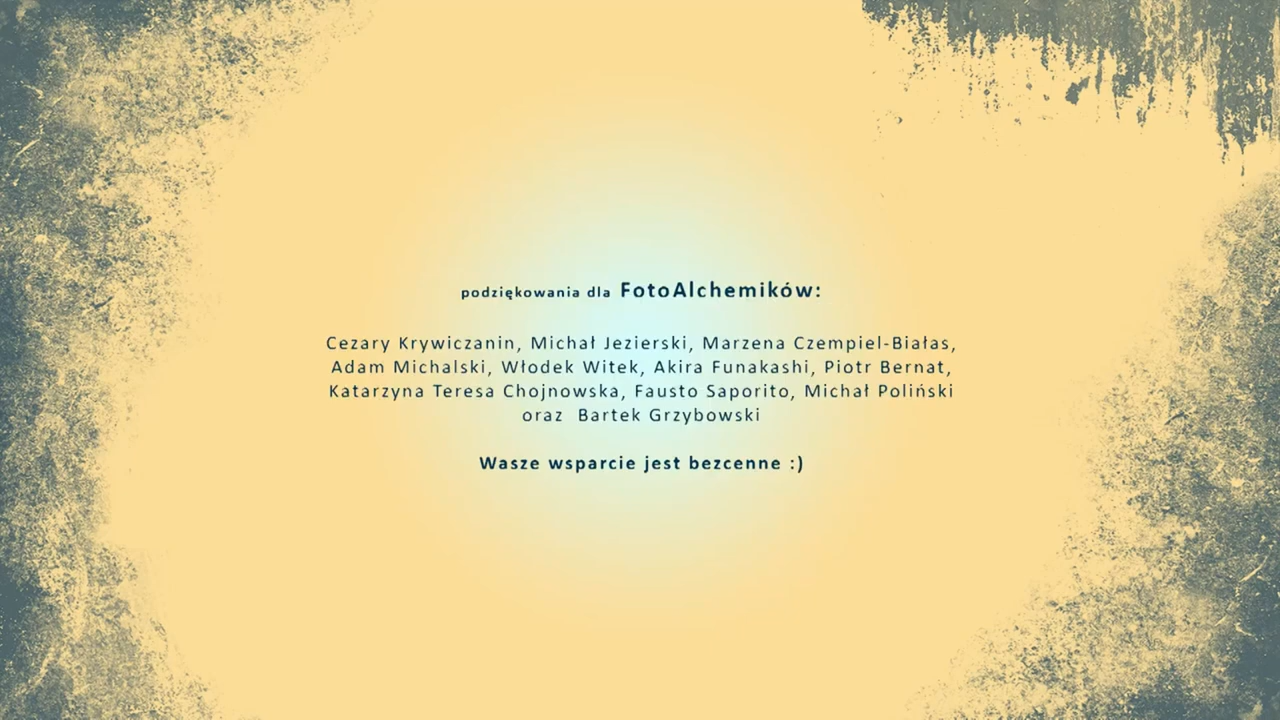 podziękowania dla FotoAlchemików:
Cezary Krywiczanin, Michał Jezierski, Marzena Czempiel-Białas,
Adam Michalski, Włodek Witek, Akira Funakashi, Piotr Bernat,
Katarzyna Teresa Chojnowska, Fausto Saporito, Michał Poliński
oraz Bartek Grzybowski
Wasze wsparcie jest bezcenne :)